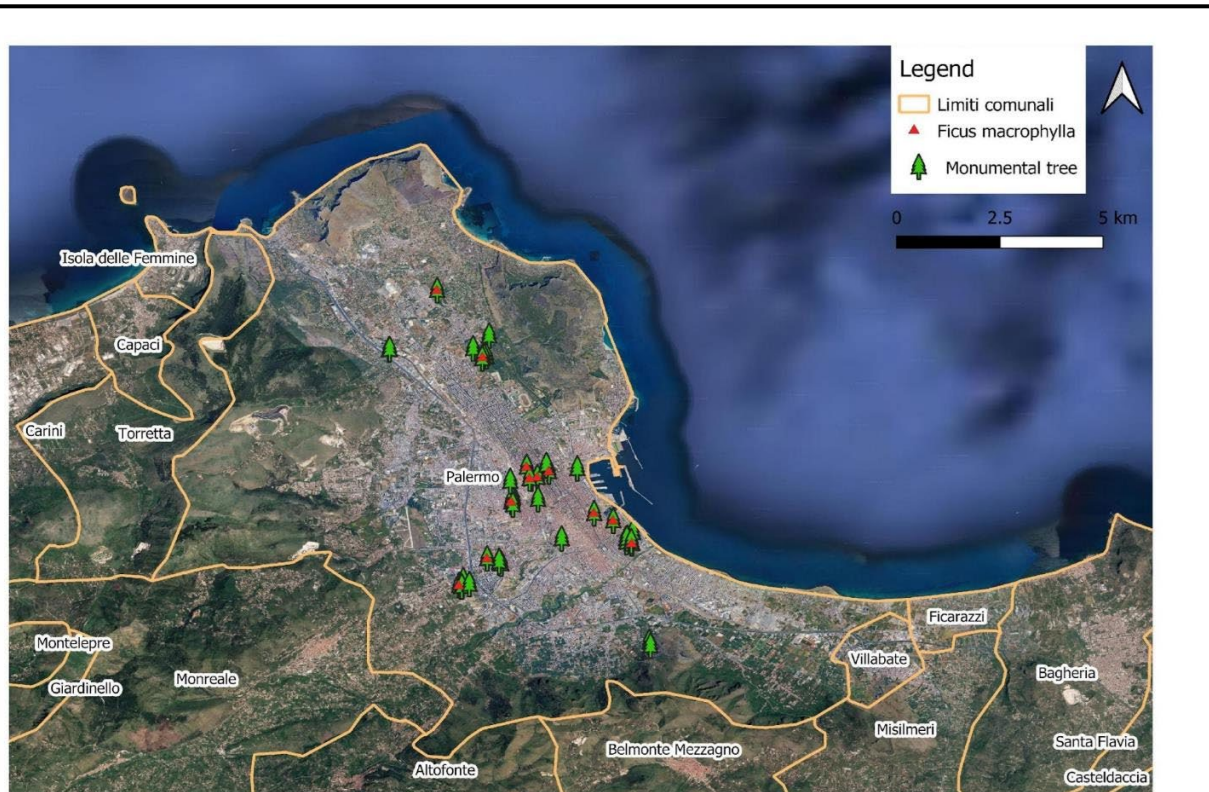 Legend
Limiti comunali
Ficus macrophylla
Monumental tree
0 2.5 5 km
Isola delle Femmine
Capaci
Carini
Torretta
Palermo
Ficarazzi
Montelepre
Villabate
Giardinello
Monreale
Bagheria
Misilmeri
Belmonte Mezzagno
Santa Flavia
Altofonte
Casteldaccia